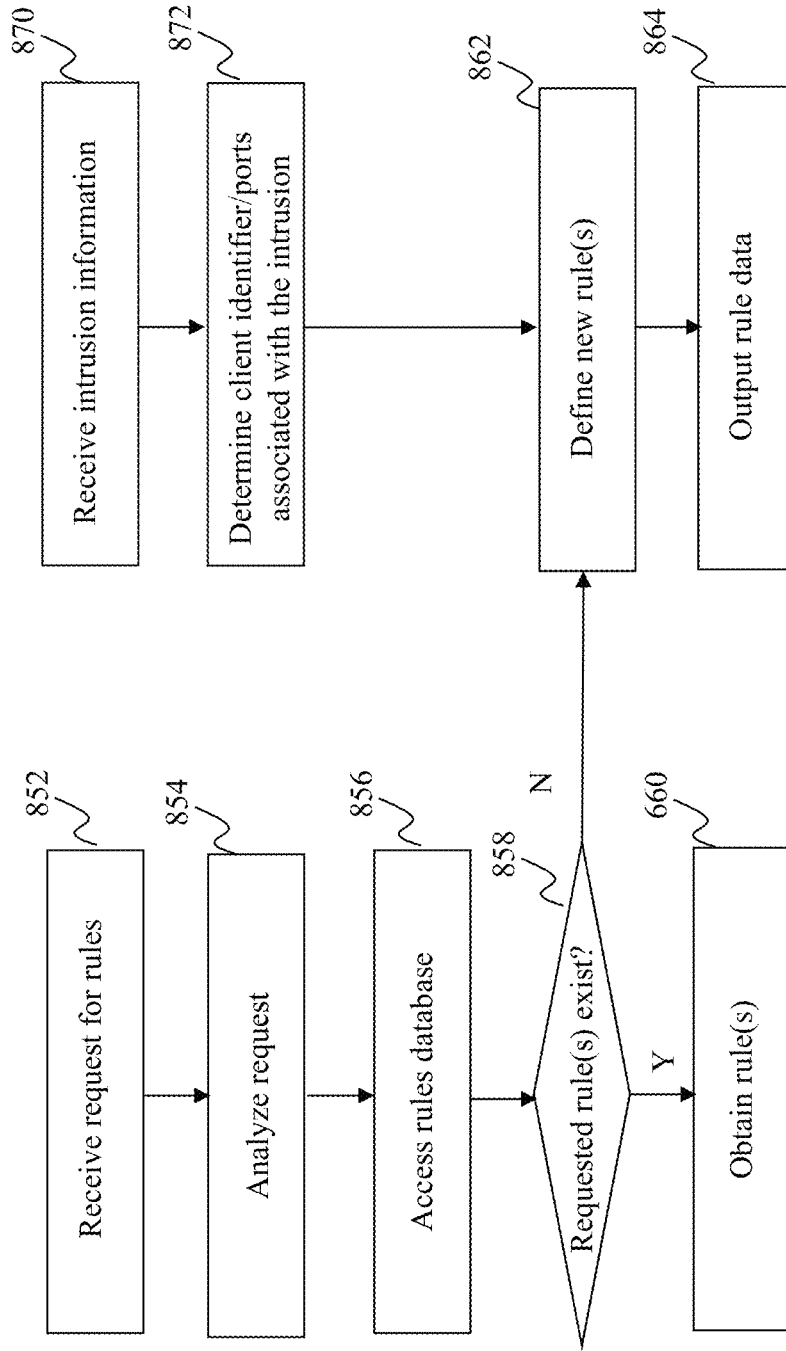 Receive request for rules
852
Analyze request
854
Access rules database
856
Requested rule(s) exist?
858
N
Y
Obtain rule(s)
660
Receive intrusion information
870
Determine client identifier/ports
associated with the intrusion
872
Define new rule(s)
862
Output rule data
864